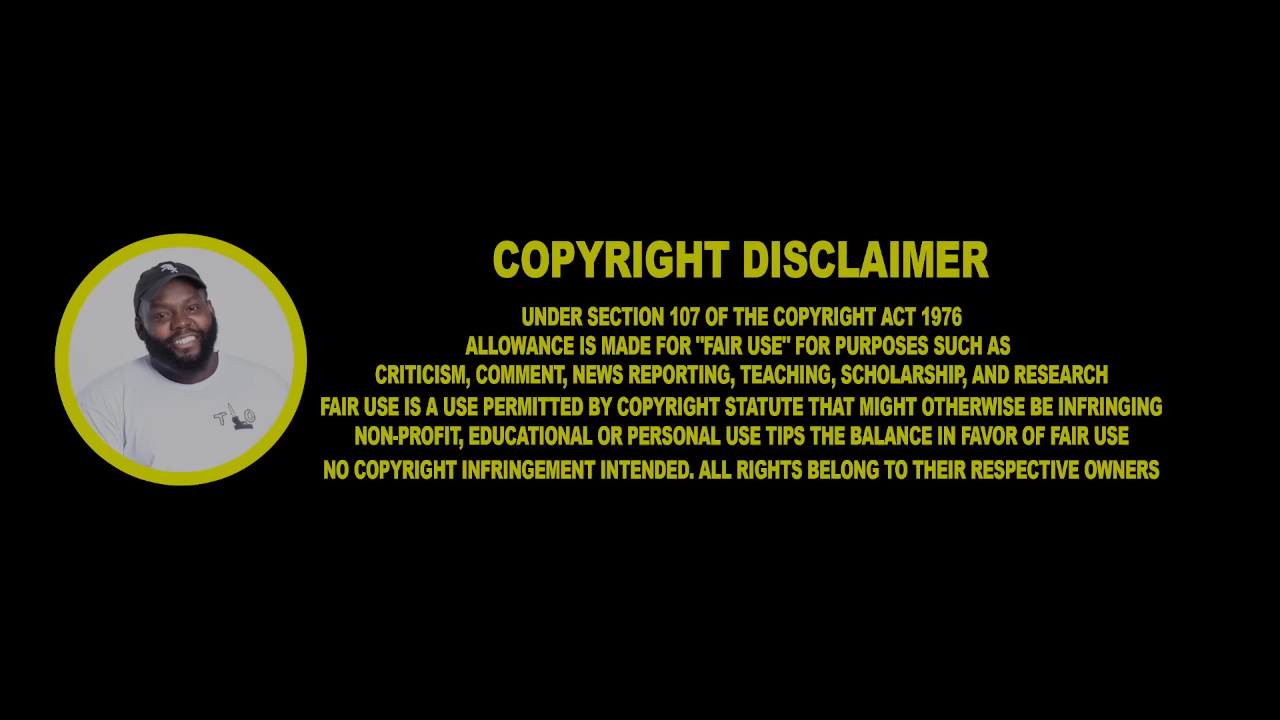 COPYRIGHT DISCLAIMER
UNDER SECTION 107 OF THE COPYRIGHT ACT 1976
ALLOWANCE IS MADE FOR "FAIR USE" FOR PURPOSES SUCH AS
CRITICISM, COMMENT, NEWS REPORTING, TEACHING, SCHOLARSHIP, AND RESEARCH
FAIR USE IS A USE PERMITTED BY COPYRIGHT STATUTE THAT MIGHT OTHERWISE BE INFRINGING
NON-PROFIT, EDUCATIONAL OR PERSONAL USE TIPS THE BALANCE IN FAVOR OF FAIR USE
NO COPYRIGHT INFRINGEMENT INTENDED. ALL RIGHTS BELONG TO THEIR RESPECTIVE OWNERS